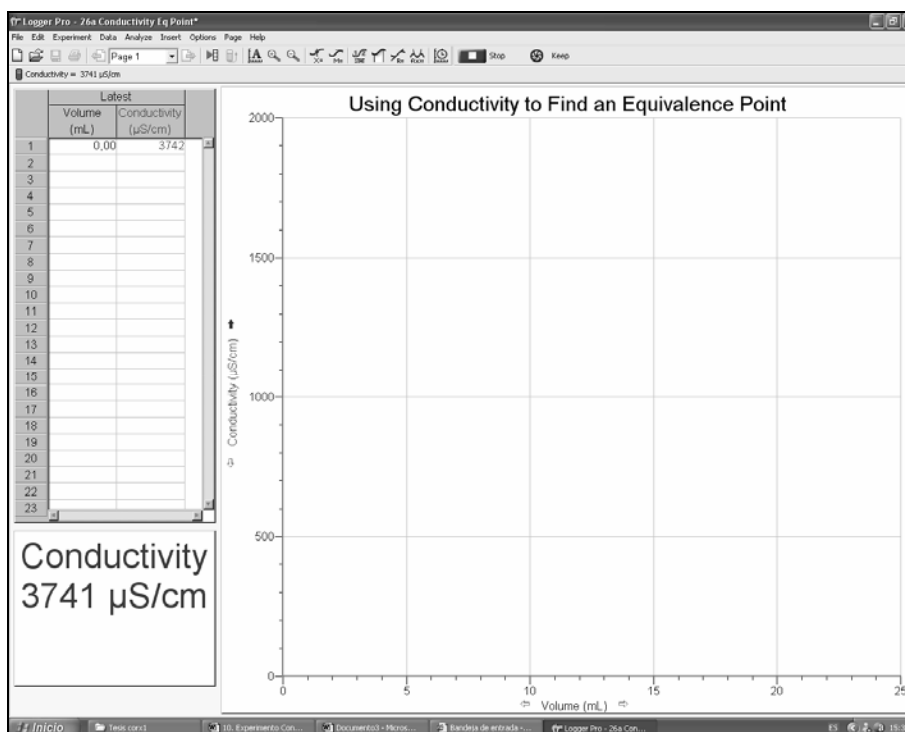 Logger Pro - 26a Conductivity Eq Point*
File Edit Experiment Data Analyze Insert Options Page Help
Page 1
Stop
Keep
Conductivity = 3741 µS/cm
Latest
Volume Conductivity
(mL) (µS/cm)
1 0,00 3742
2
3
4
5
6
7
8
9
10
11
12
13
14
15
16
17
18
19
20
21
22
23
Conductivity
3741 µS/cm
Using Conductivity to Find an Equivalence Point
2000
1500
1000
500
0
Conductivity (µS/cm)
0 5 10 15 20 25
Volume (mL)
Inicio
Tesis corx1
10. Experimento Con...
Documento3 - Micros...
Bandeja de entrada -...
Logger Pro - 26a Con...
ES